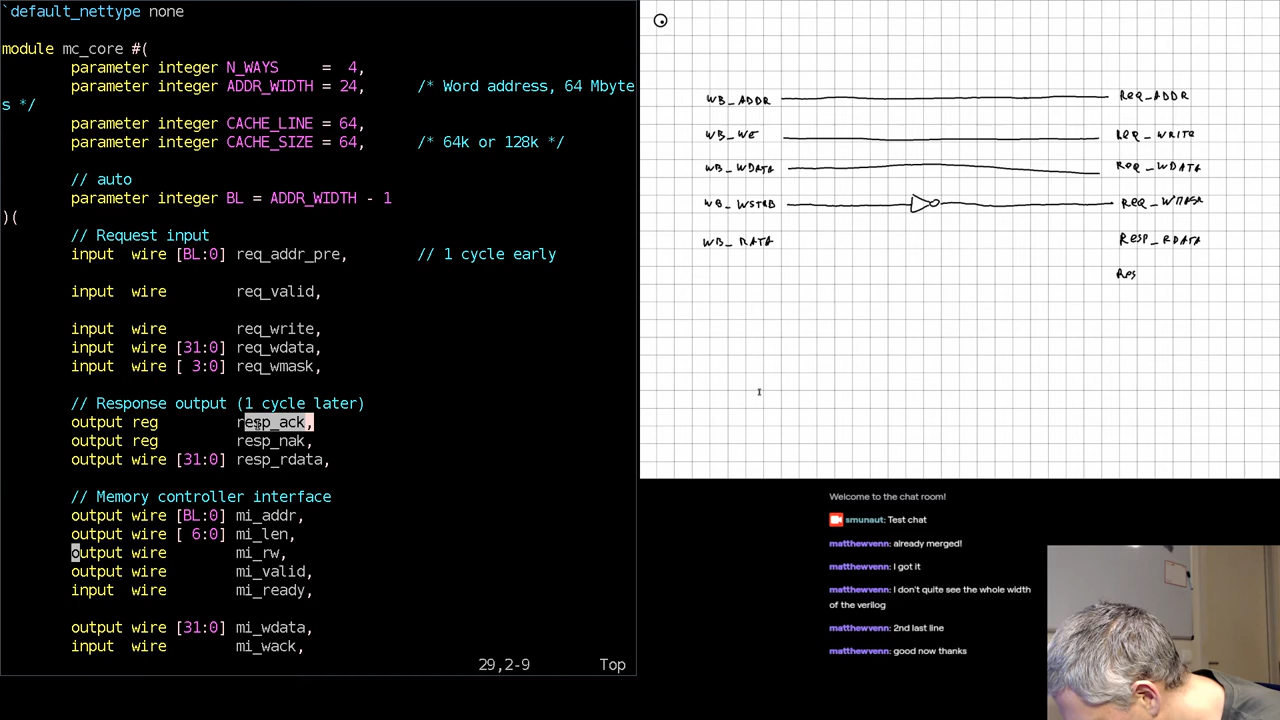 `default_nettype none
module mc_core #(
parameter integer N_WAYS = 4,
parameter integer ADDR_WIDTH = 24, /* Word address, 64 Mbyte
s */
parameter integer CACHE_LINE = 64,
parameter integer CACHE_SIZE = 64, /* 64k or 128k */
// auto
parameter integer BL = ADDR_WIDTH - 1
)(
// Request input
input wire [BL:0] req_addr_pre, // 1 cycle early
input wire req_valid,
input wire req_write,
input wire [31:0] req_wdata,
input wire [ 3:0] req_wmask,
// Response output (1 cycle later)
output reg resp_ack,
output reg resp_nak,
output wire [31:0] resp_rdata,
// Memory controller interface
output wire [BL:0] mi_addr,
output wire [ 6:0] mi_len,
output wire mi_rw,
output wire mi_valid,
input wire mi_ready,
output wire [31:0] mi_wdata,
input wire mi_wack,
29,2-9 Top
WB_ADDR REQ_ADDR
WB_WE REQ_WRITE
WB_WDATA REQ_WDATA
WB_WSTRB REQ_WMASK
WB_RATA RESP_RDATA
RES
Welcome to the chat room!
smunaut: Test chat
matthewvenn: already merged!
matthewvenn: I got it
matthewvenn: I don't quite see the whole width
of the verilog
matthewvenn: 2nd last line
matthewvenn: good now thanks